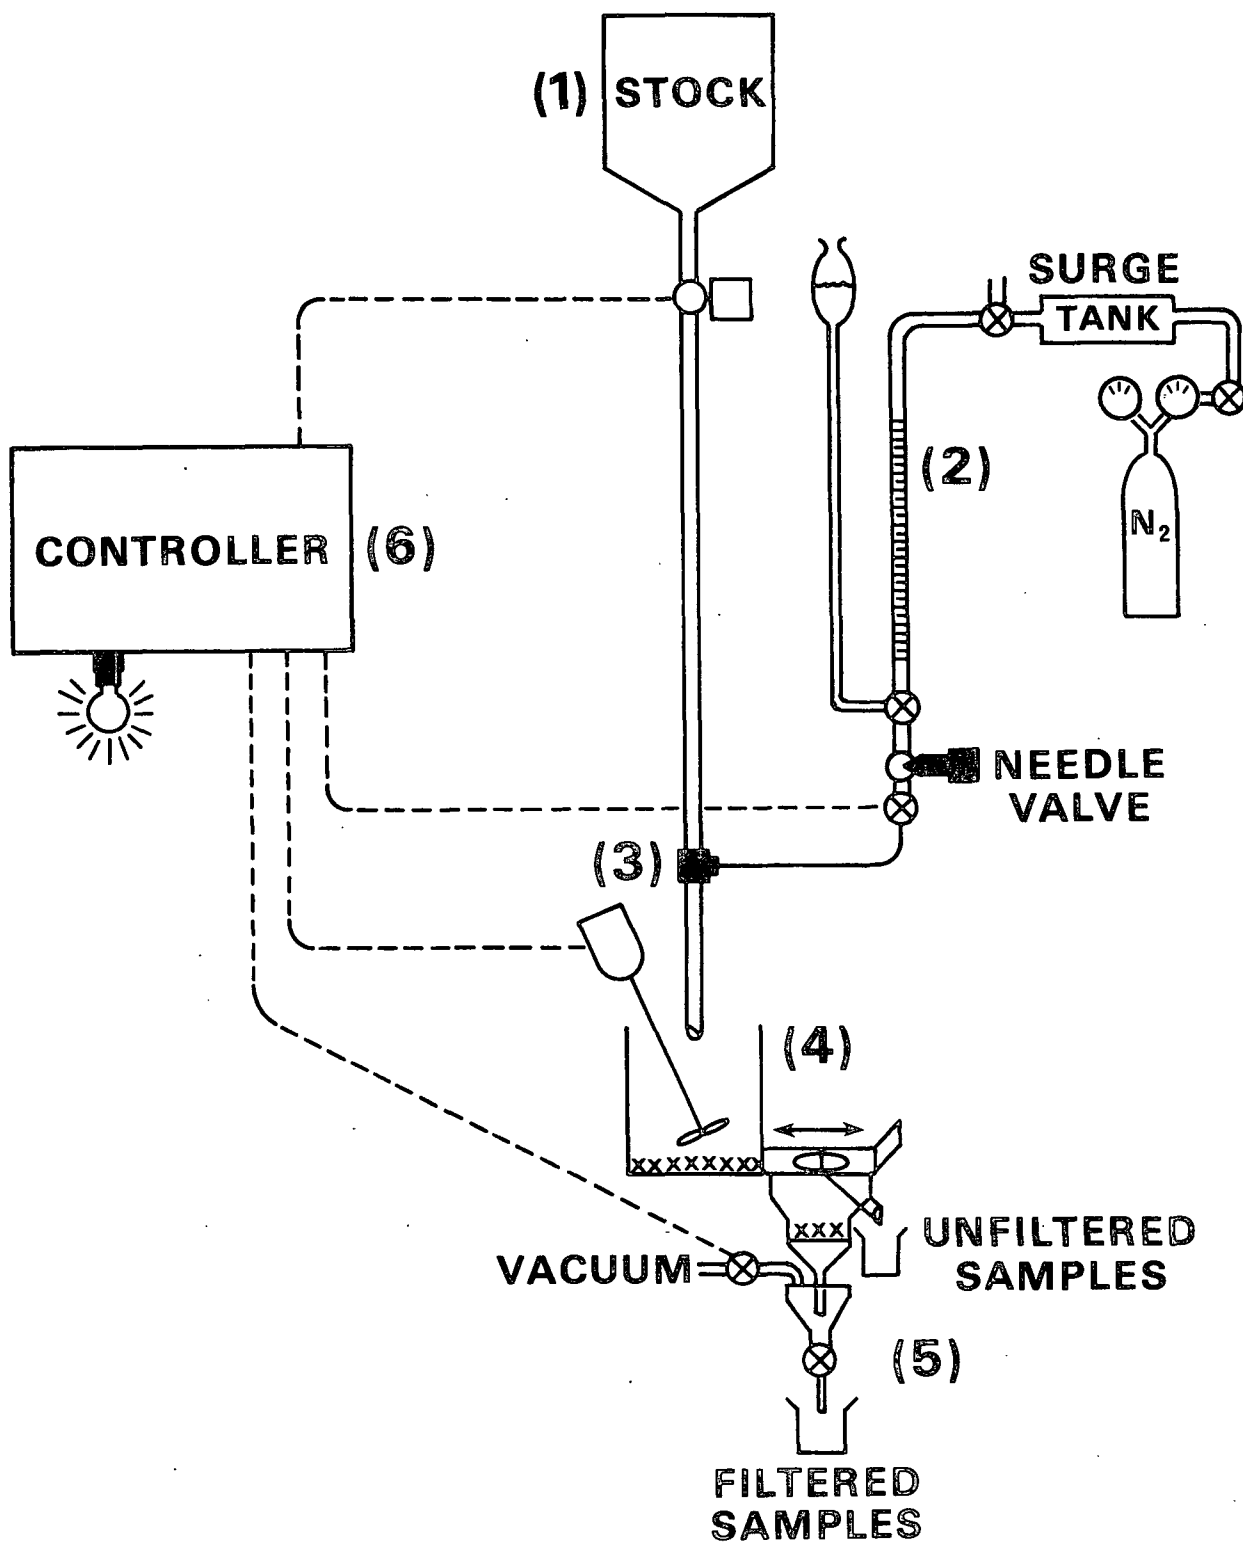 (1) STOCK
SURGE
TANK
(2)
N2
CONTROLLER (6)
NEEDLE
VALVE
(3)
(4)
UNFILTERED
SAMPLES
VACUUM
(5)
FILTERED
SAMPLES